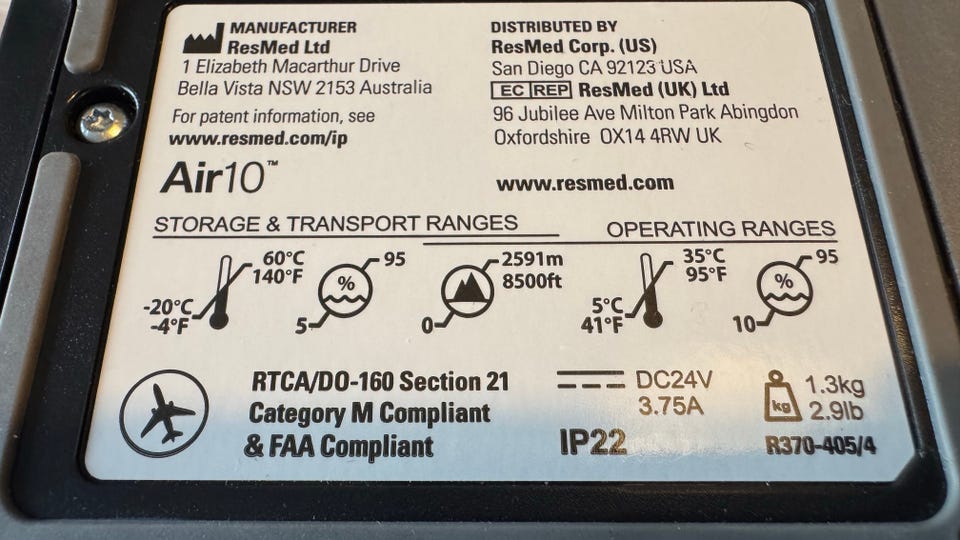 MANUFACTURER
ResMed Ltd
1 Elizabeth Macarthur Drive
Bella Vista NSW 2153 Australia
For patent information, see
www.resmed.com/ip
Air10™
DISTRIBUTED BY
ResMed Corp. (US)
San Diego CA 92123 USA
EC REP ResMed (UK) Ltd
96 Jubilee Ave Milton Park Abingdon
Oxfordshire OX14 4RW UK
www.resmed.com
STORAGE & TRANSPORT RANGES
60°C
140°F
-20°C
-4°F
%
95
5
2591m
8500ft
0
OPERATING RANGES
35°C
95°F
5°C
41°F
%
95
10
RTCA/DO-160 Section 21
Category M Compliant
& FAA Compliant
DC24V
3.75A
IP22
kg
1.3kg
2.9lb
R370-405/4